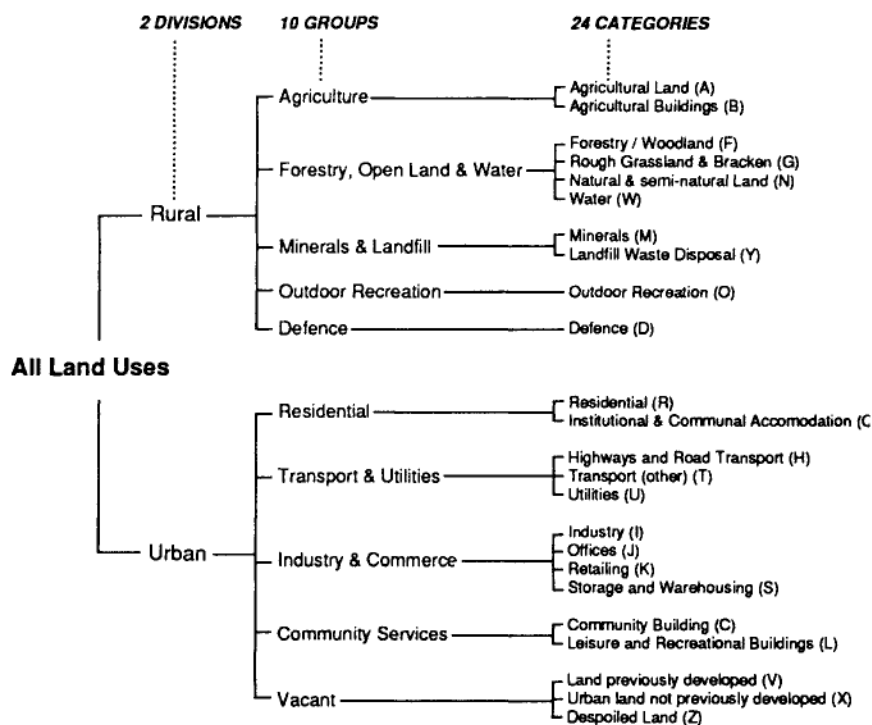 2 DIVISIONS 10 GROUPS 24 CATEGORIES
Agriculture
Agricultural Land (A)
Agricultural Buildings (B)
Forestry, Open Land & Water
Forestry / Woodland (F)
Rough Grassland & Bracken (G)
Natural & semi-natural Land (N)
Water (W)
Rural
Minerals & Landfill
Minerals (M)
Landfill Waste Disposal (Y)
Outdoor Recreation
Outdoor Recreation (O)
Defence
Defence (D)
All Land Uses
Residential
Residential (R)
Institutional & Communal Accomodation (C
Transport & Utilities
Highways and Road Transport (H)
Transport (other) (T)
Utilities (U)
Urban
Industry & Commerce
Industry (I)
Offices (J)
Retailing (K)
Storage and Warehousing (S)
Community Services
Community Building (C)
Leisure and Recreational Buildings (L)
Vacant
Land previously developed (V)
Urban land not previously developed (X)
Despoiled Land (Z)